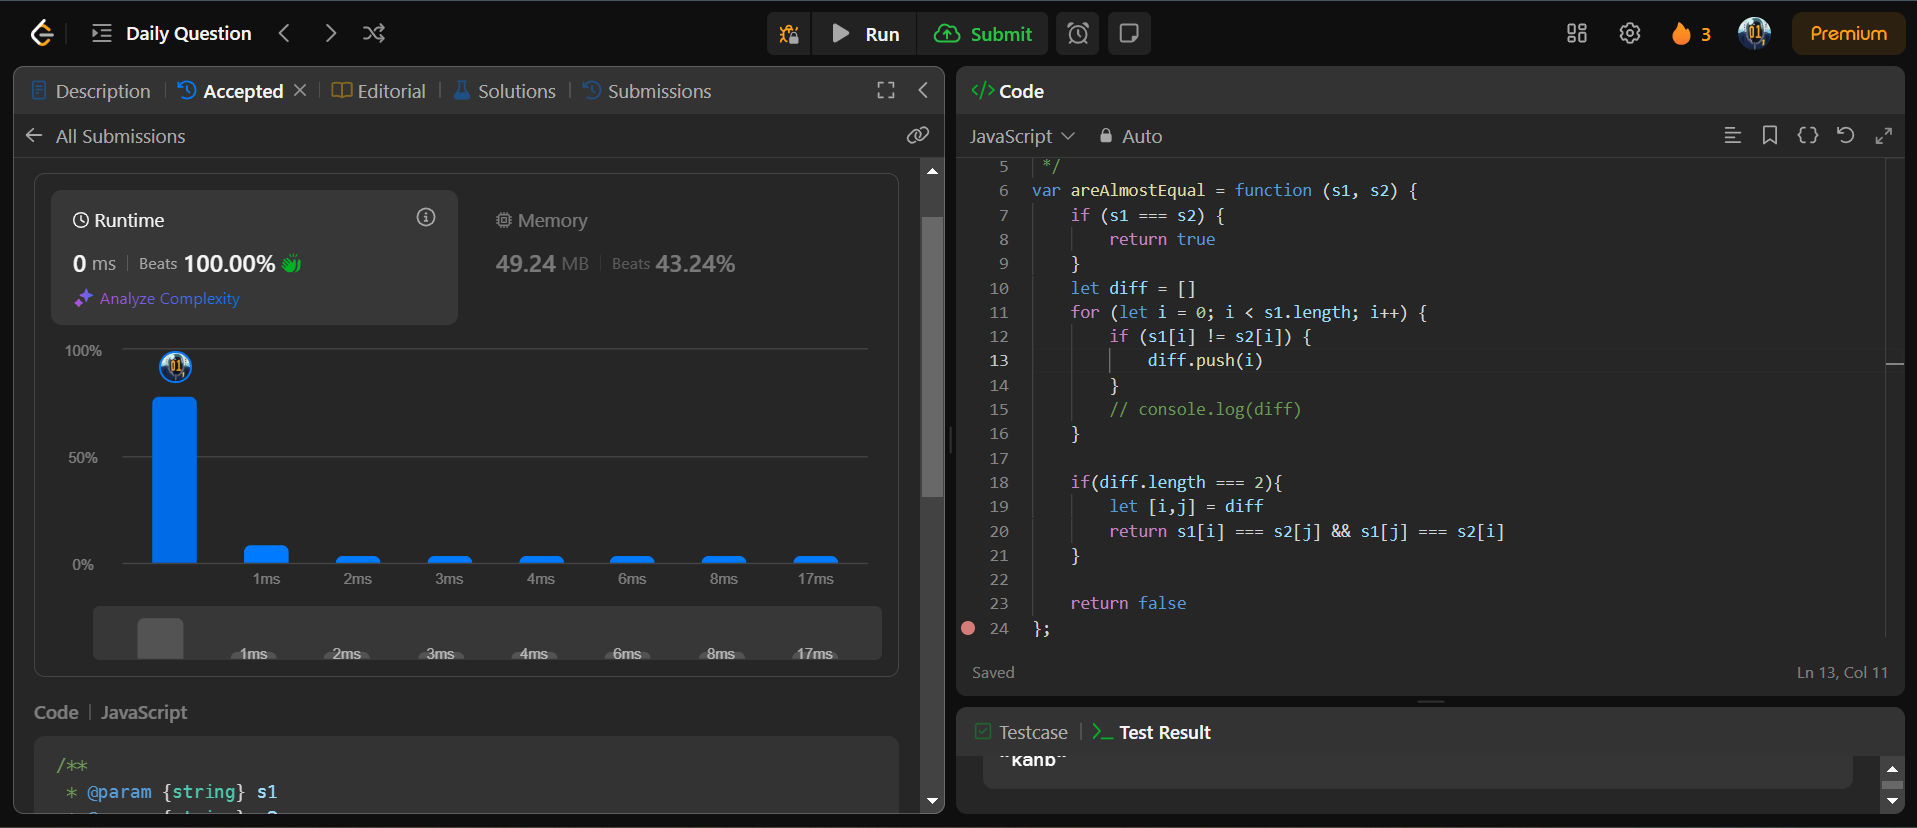 Daily Question
Run
Submit
3
Premium
Description
Accepted
Editorial
Solutions
Submissions
All Submissions
Runtime
0 ms
Beats 100.00%
Analyze Complexity
Memory
49.24 MB
Beats 43.24%
100%
50%
0%
1ms 2ms 3ms 4ms 6ms 8ms 17ms
1ms 2ms 3ms 4ms 6ms 8ms 17ms
Code | JavaScript
/**
* @param {string} s1
</> Code
JavaScript
Auto
5 */
6 var areAlmostEqual = function (s1, s2) {
7 if (s1 === s2) {
8 return true
9 }
10 let diff = []
11 for (let i = 0; i < s1.length; i++) {
12 if (s1[i] != s2[i]) {
13 diff.push(i)
14 }
15 // console.log(diff)
16 }
17
18 if(diff.length === 2){
19 let [i,j] = diff
20 return s1[i] === s2[j] && s1[j] === s2[i]
21 }
22
23 return false
24 };
Saved
Ln 13, Col 11
Testcase
Test Result
"kanb"